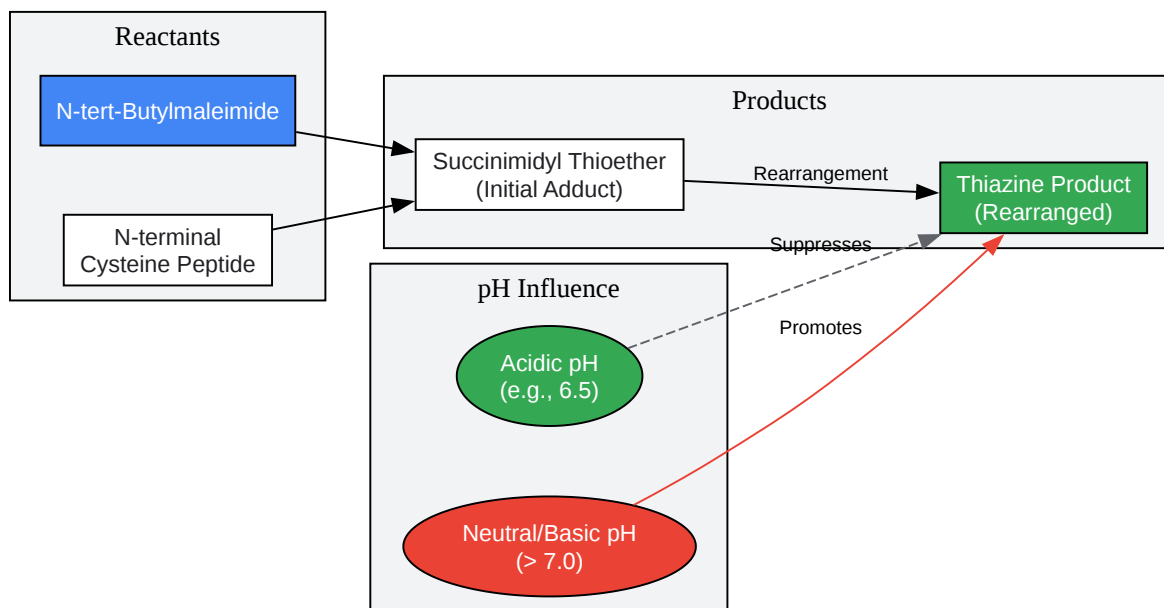 Reactants
N-tert-Butylmaleimide
N-terminal
Cysteine Peptide
Products
Succinimidyl Thioether
(Initial Adduct)
Rearrangement
Thiazine Product
(Rearranged)
Suppresses
pH Influence
Promotes
Acidic pH
(e.g., 6.5)
Neutral/Basic pH
(> 7.0)